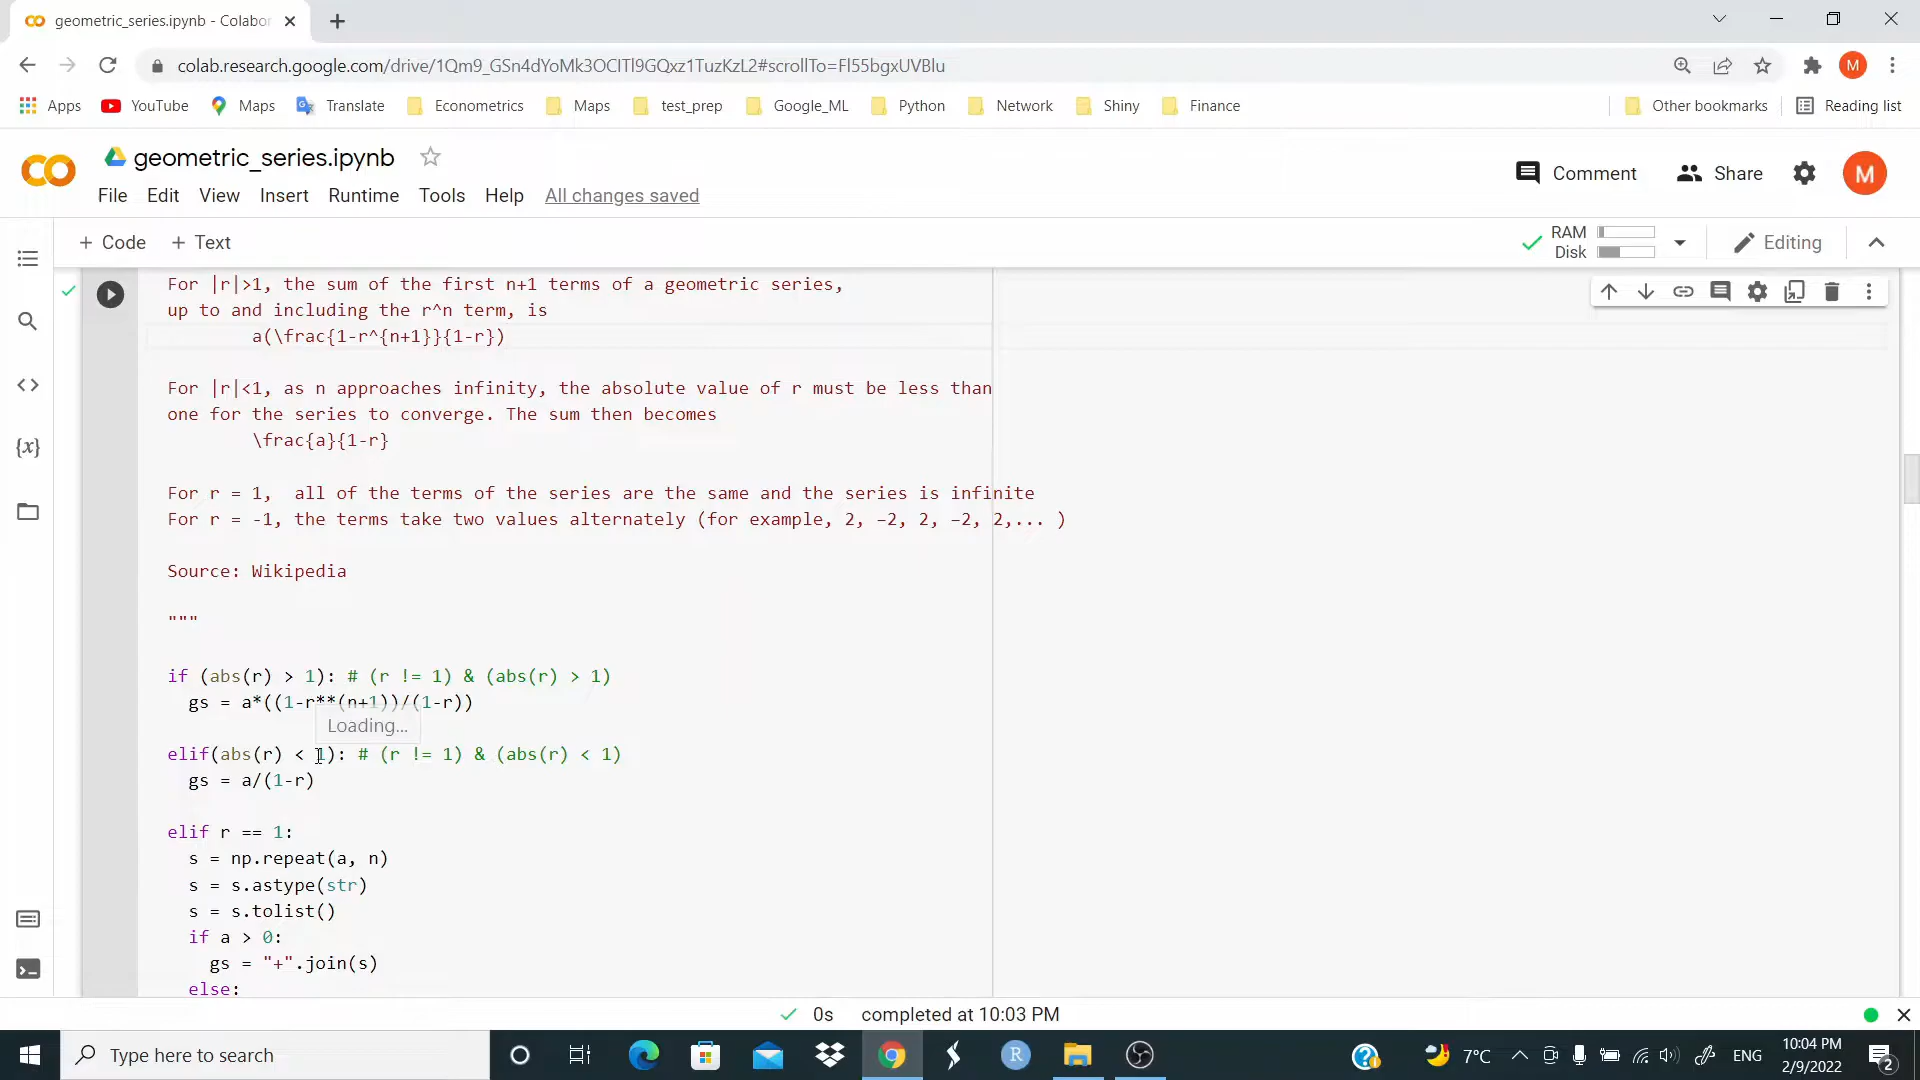 geometric_series.ipynb - Colabor
colab.research.google.com/drive/1Qm9_GSn4dYoMk3OCITl9GQxz1TuzKzL2#scrollTo=Fl55bgxUVBlu
M
Apps
YouTube
Maps
Translate
Econometrics
Maps
test_prep
Google_ML
Python
Network
Shiny
Finance
Other bookmarks
Reading list
geometric_series.ipynb
Comment
Share
M
File Edit View Insert Runtime Tools Help All changes saved
+ Code + Text
RAM
Disk
Editing
For |r|>1, the sum of the first n+1 terms of a geometric series,
up to and including the r^n term, is
a(\frac{1-r^{n+1}}{1-r})
For |r|<1, as n approaches infinity, the absolute value of r must be less than
one for the series to converge. The sum then becomes
\frac{a}{1-r}
For r = 1,  all of the terms of the series are the same and the series is infinite
For r = -1, the terms take two values alternately (for example, 2, −2, 2, −2, 2,... )
Source: Wikipedia
"""
if (abs(r) > 1): # (r != 1) & (abs(r) > 1)
gs = a*((1-r**(n+1))/(1-r))
Loading...
elif(abs(r) < 1): # (r != 1) & (abs(r) < 1)
gs = a/(1-r)
elif r == 1:
s = np.repeat(a, n)
s = s.astype(str)
s = s.tolist()
if a > 0:
gs = "+".join(s)
else:
{x}
0s completed at 10:03 PM
Type here to search
R
7°C
ENG
10:04 PM
2/9/2022
2